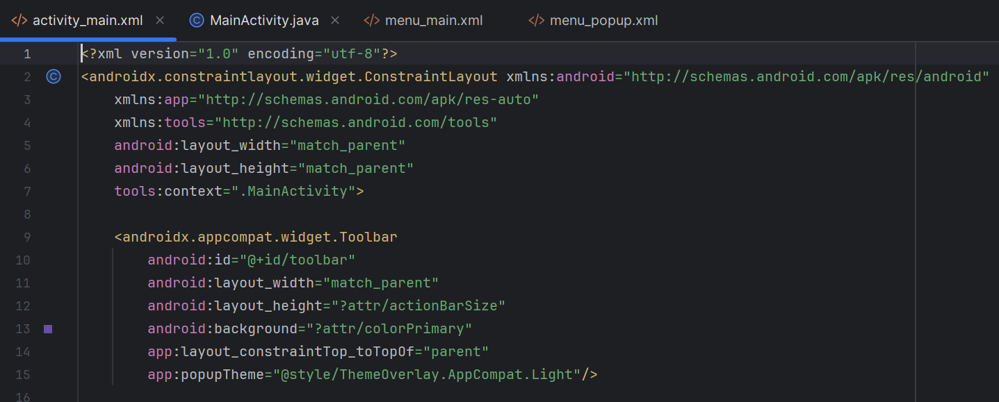 activity_main.xml MainActivity.java menu_main.xml menu_popup.xml
1 <?xml version="1.0" encoding="utf-8"?>
2 <androidx.constraintlayout.widget.ConstraintLayout xmlns:android="http://schemas.android.com/apk/res/android"
3 xmlns:app="http://schemas.android.com/apk/res-auto"
4 xmlns:tools="http://schemas.android.com/tools"
5 android:layout_width="match_parent"
6 android:layout_height="match_parent"
7 tools:context=".MainActivity">
8
9 <androidx.appcompat.widget.Toolbar
10 android:id="@+id/toolbar"
11 android:layout_width="match_parent"
12 android:layout_height="?attr/actionBarSize"
13 android:background="?attr/colorPrimary"
14 app:layout_constraintTop_toTopOf="parent"
15 app:popupTheme="@style/ThemeOverlay.AppCompat.Light"/>
16